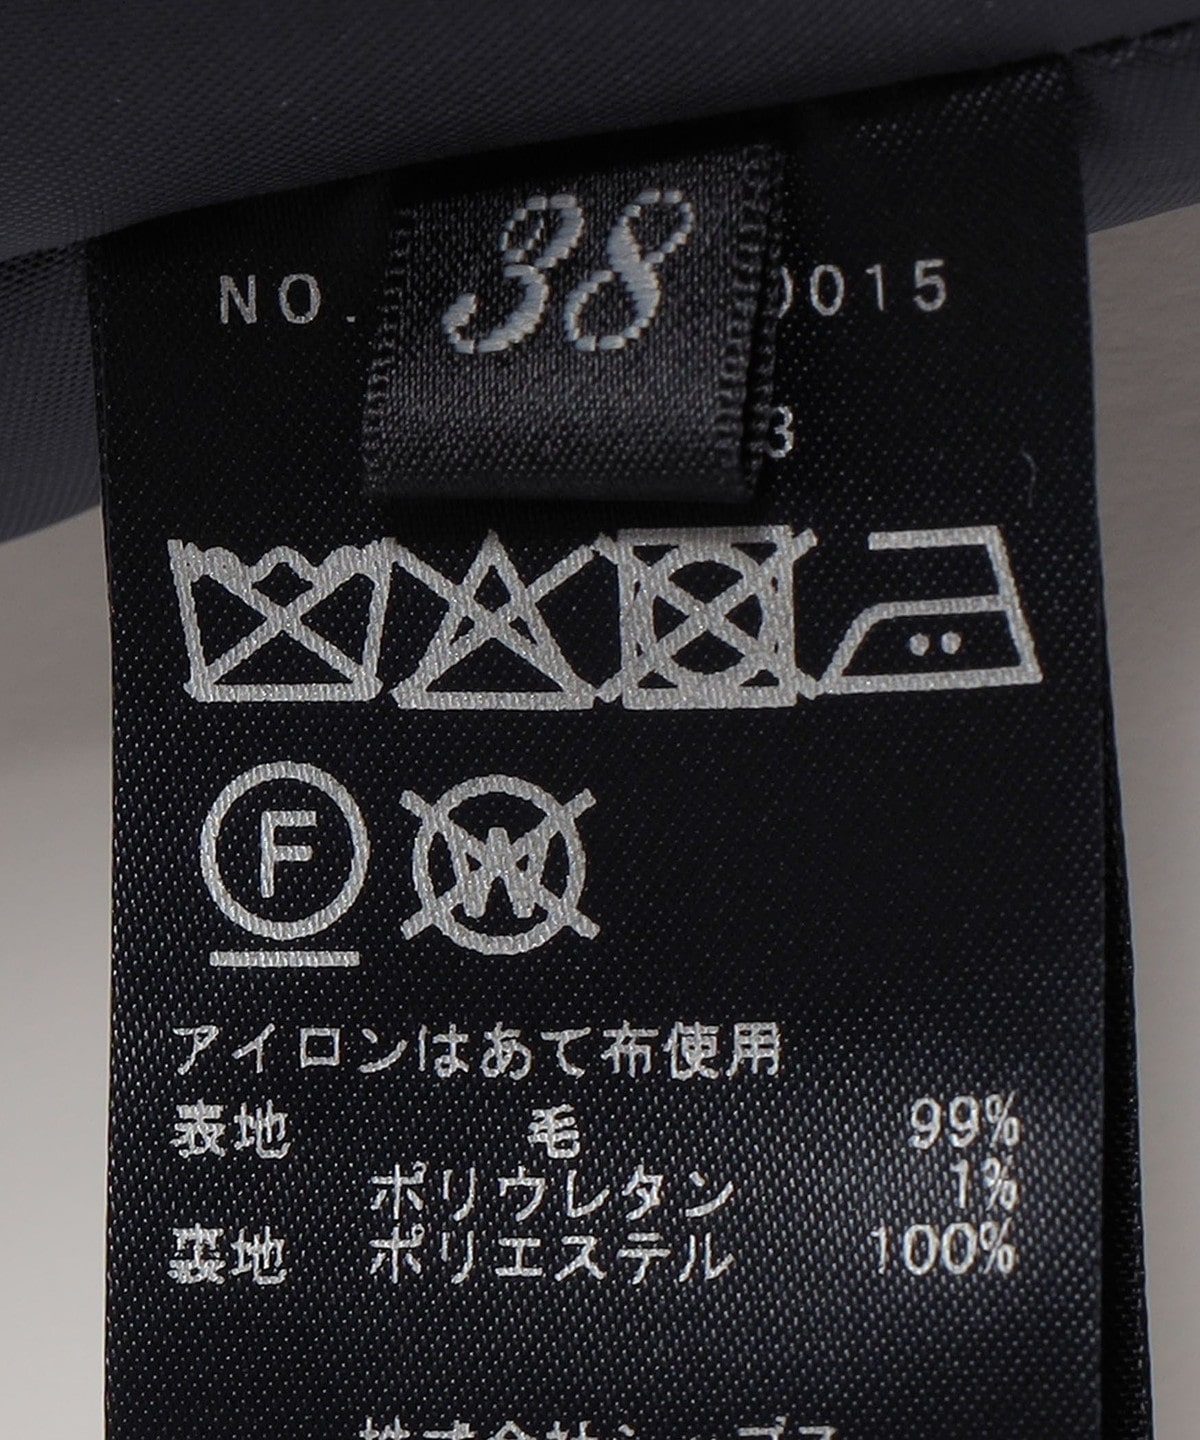 38
NO. 0015
3
F
W
アイロンはあて布使用
表地 毛 99%
ポリウレタン 1%
裏地 ポリエステル 100%